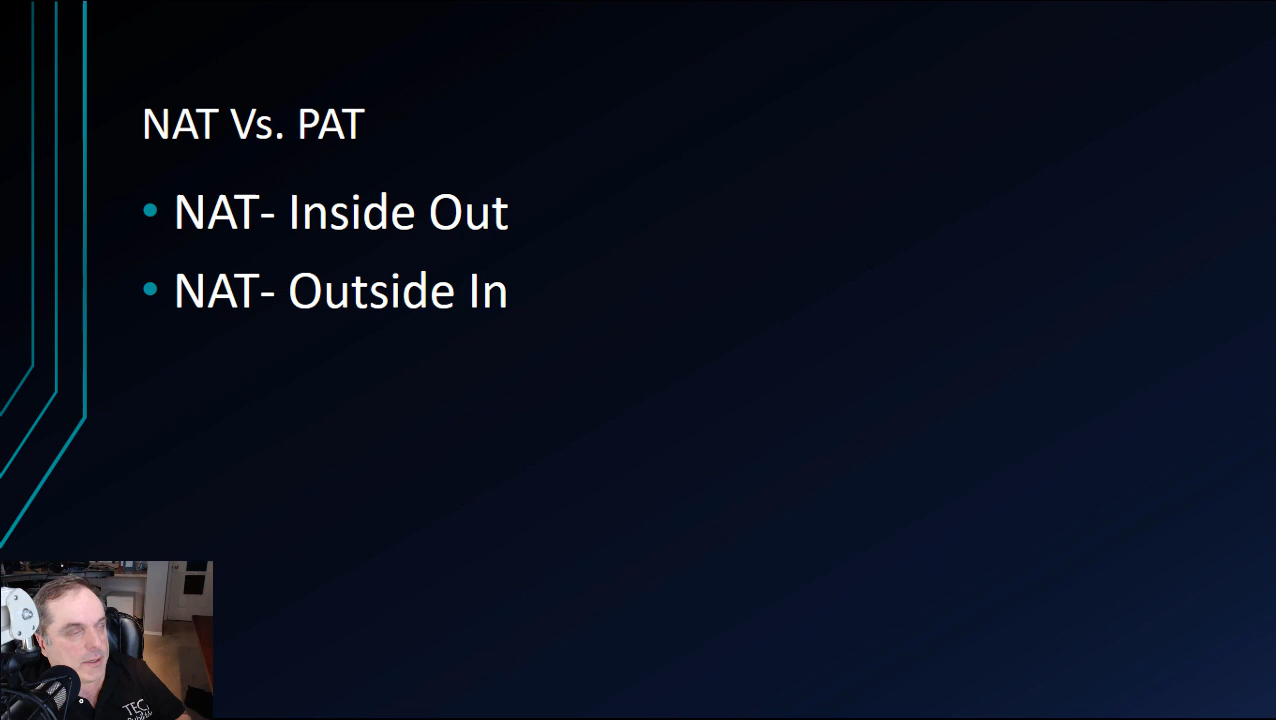 NAT Vs. PAT
• NAT- Inside Out
• NAT- Outside In